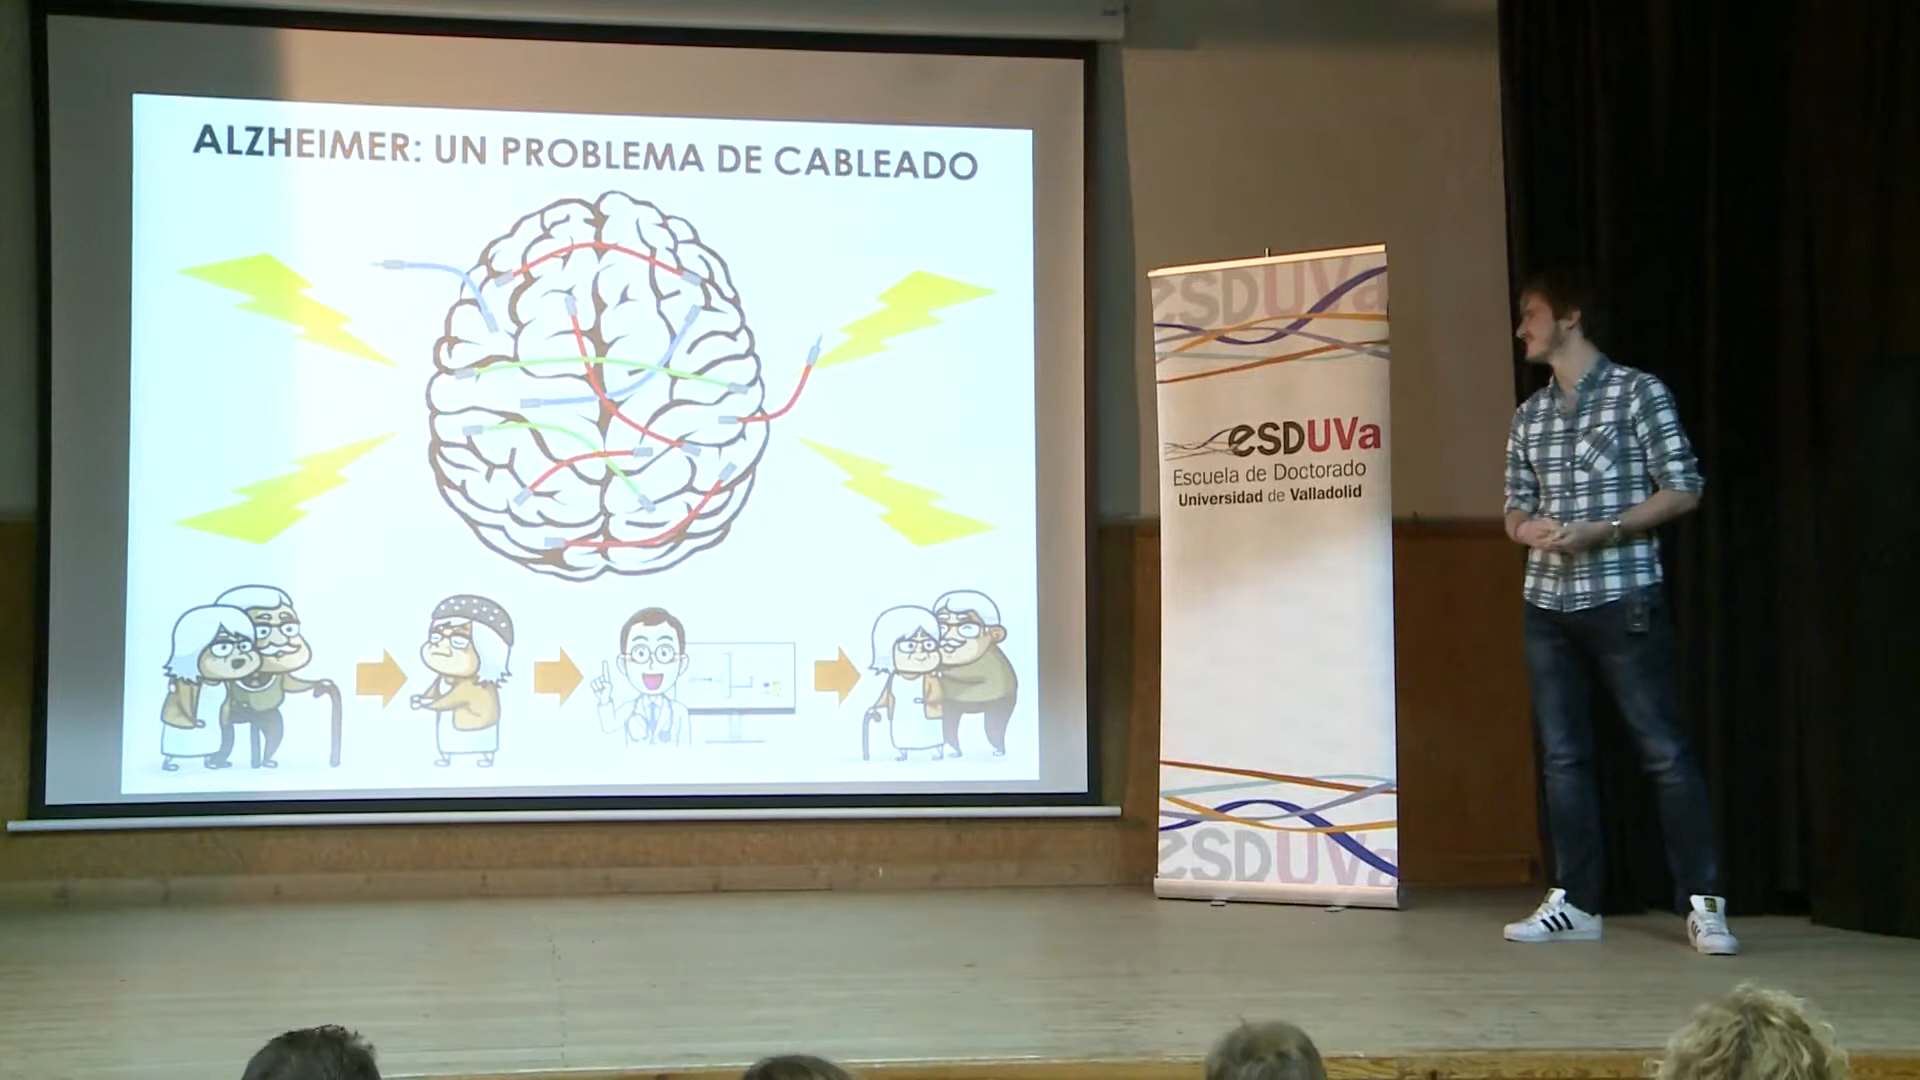 ALZHEIMER: UN PROBLEMA DE CABLEADO
esDUVa
esDUVa
Escuela de Doctorado
Universidad de Valladolid
esDUVa